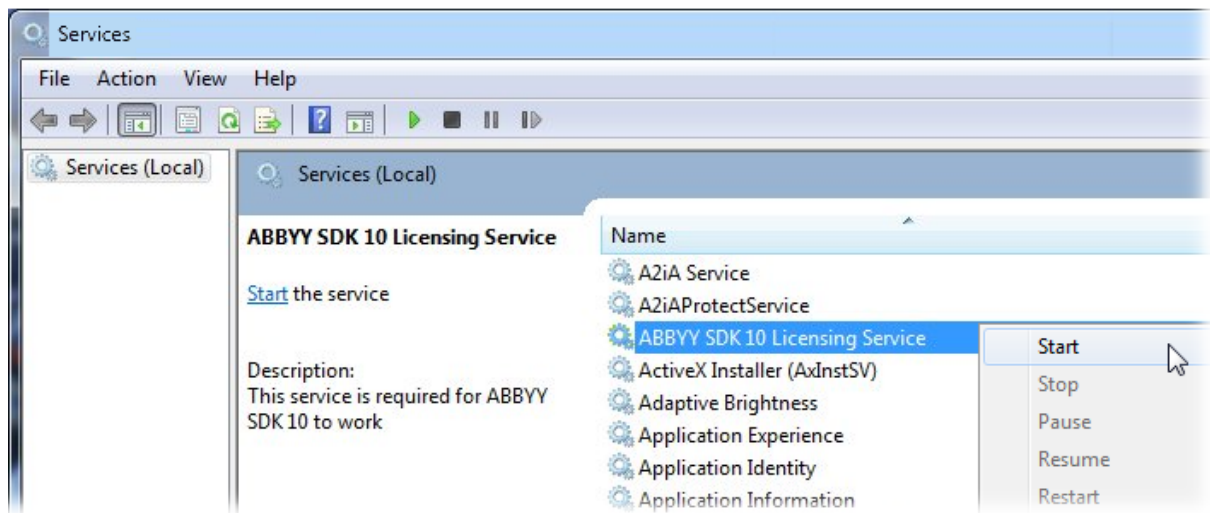 Services
File Action View Help
Services (Local)
Services (Local)
ABBYY SDK 10 Licensing Service
Start the service
Description:
This service is required for ABBYY
SDK 10 to work
Name
A2iA Service
A2iAProtectService
ABBYY SDK 10 Licensing Service
ActiveX Installer (AxInstSV)
Adaptive Brightness
Application Experience
Application Identity
Application Information
Start
Stop
Pause
Resume
Restart